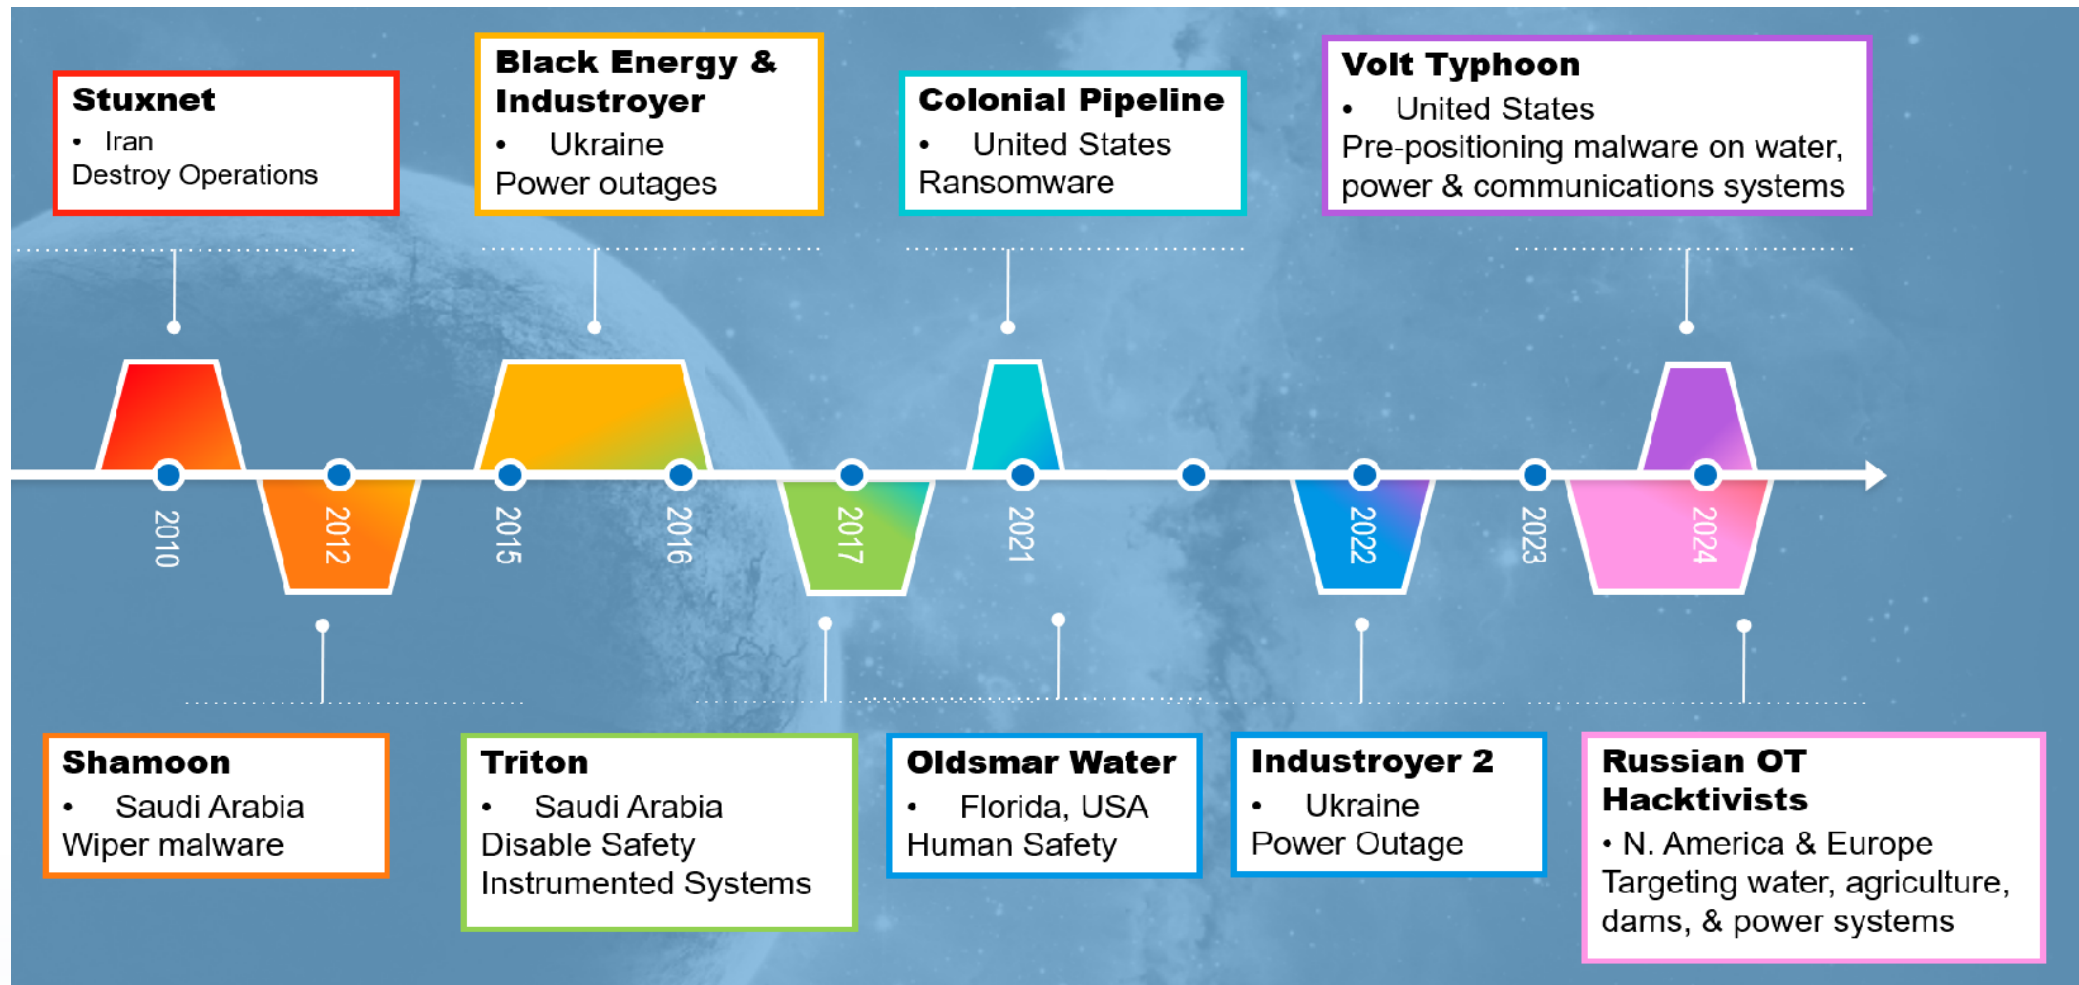 Stuxnet
• Iran
Destroy Operations
Black Energy &
Industroyer
• Ukraine
Power outages
Colonial Pipeline
• United States
Ransomware
Volt Typhoon
• United States
Pre-positioning malware on water,
power & communications systems
2010
2012
2015
2016
2017
2021
2022
2023
2024
Shamoon
• Saudi Arabia
Wiper malware
Triton
• Saudi Arabia
Disable Safety
Instrumented Systems
Oldsmar Water
• Florida, USA
Human Safety
Industroyer 2
• Ukraine
Power Outage
Russian OT
Hacktivists
• N. America & Europe
Targeting water, agriculture,
dams, & power systems